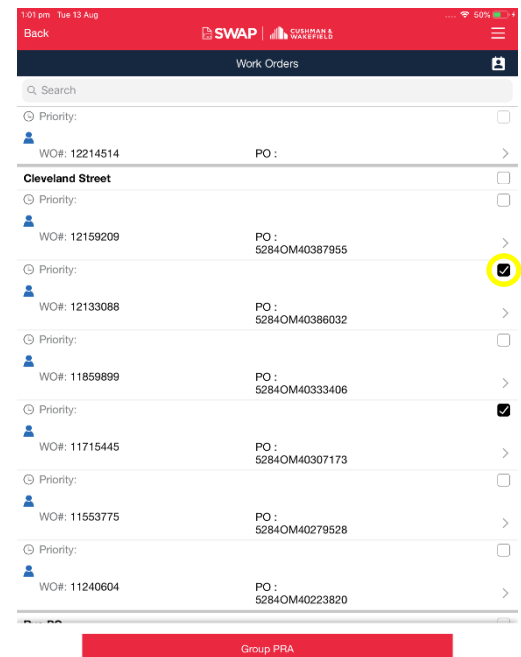 1:01 pm Tue 13 Aug 50%
Back SWAP CUSHMAN & WAKEFIELD
Work Orders
Search
Priority:
WO#: 12214514 PO :
Cleveland Street
Priority:
WO#: 12159209 PO :
5284OM40387955
Priority:
WO#: 12133088 PO :
5284OM40386032
Priority:
WO#: 11859899 PO :
5284OM40333406
Priority:
WO#: 11715445 PO :
5284OM40307173
Priority:
WO#: 11553775 PO :
5284OM40279528
Priority:
WO#: 11240604 PO :
5284OM40223820
Group PRA